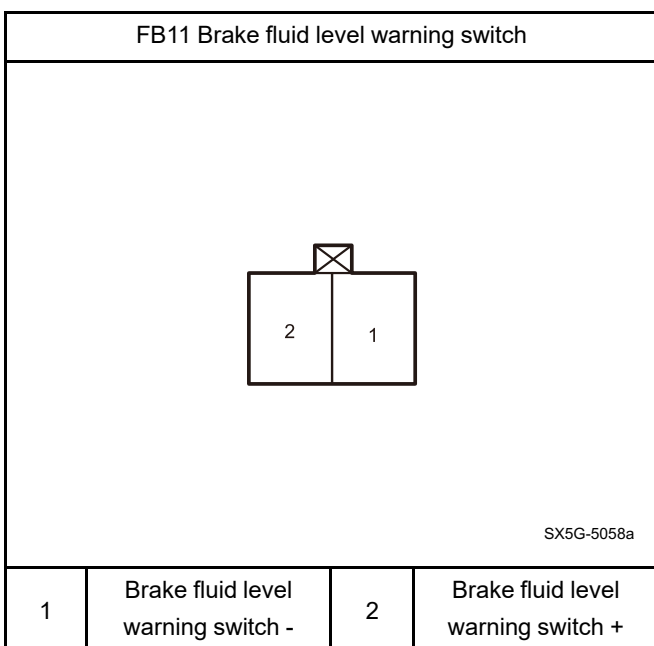 FB11 Brake fluid level warning switch
2
1
SX5G-5058a
1
Brake fluid level
warning switch -
2
Brake fluid level
warning switch +